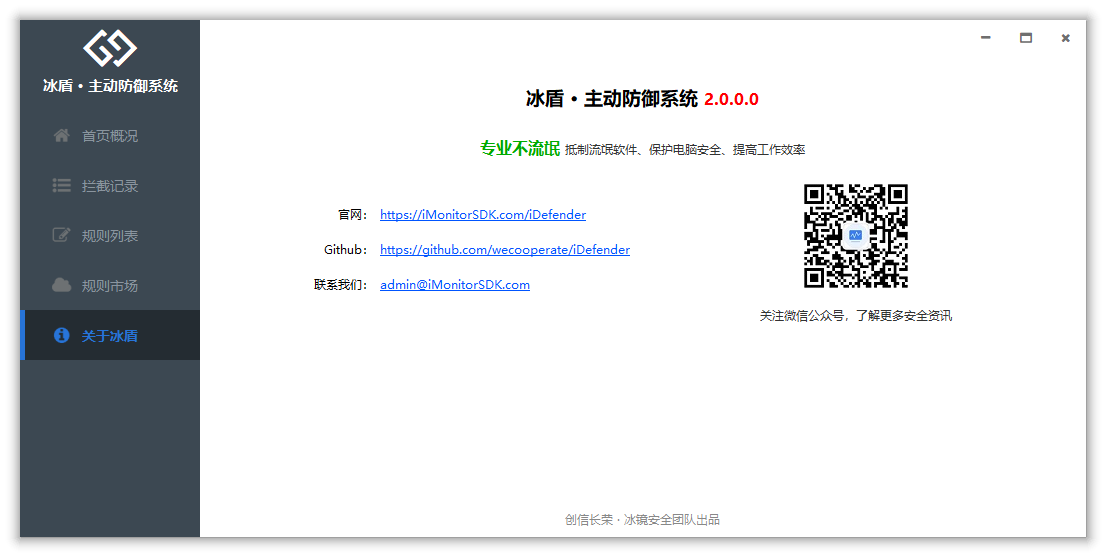 冰盾·主动防御系统
首页概况
拦截记录
规则列表
规则市场
关于冰盾
冰盾·主动防御系统 2.0.0.0
专业不流氓 抵制流氓软件、保护电脑安全、提高工作效率
官网： https://iMonitorSDK.com/iDefender
Github： https://github.com/wecooperate/iDefender
联系我们： admin@iMonitorSDK.com
关注微信公众号，了解更多安全资讯
创信长荣·冰镜安全团队出品